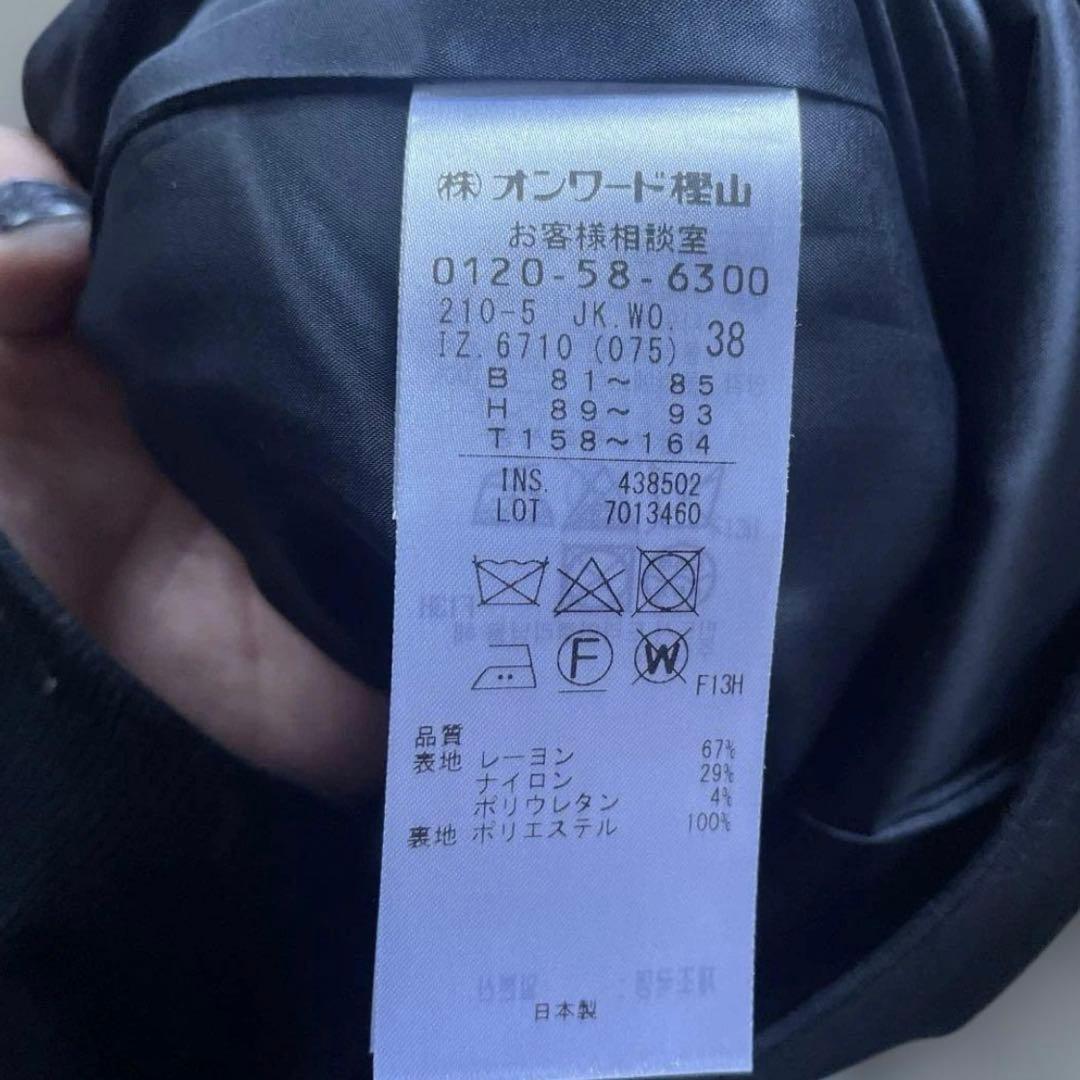 (株)オンワード樫山
お客様相談室
0120-58-6300
210-5 JK.WO.
IZ.6710 (075) 38
B 81～ 85
H 89～ 93
T158～164
INS. 438502
LOT 7013460
F W
F13H
品質
表地 レーヨン 67%
ナイロン 29%
ポリウレタン 4%
裏地 ポリエステル 100%
日本製